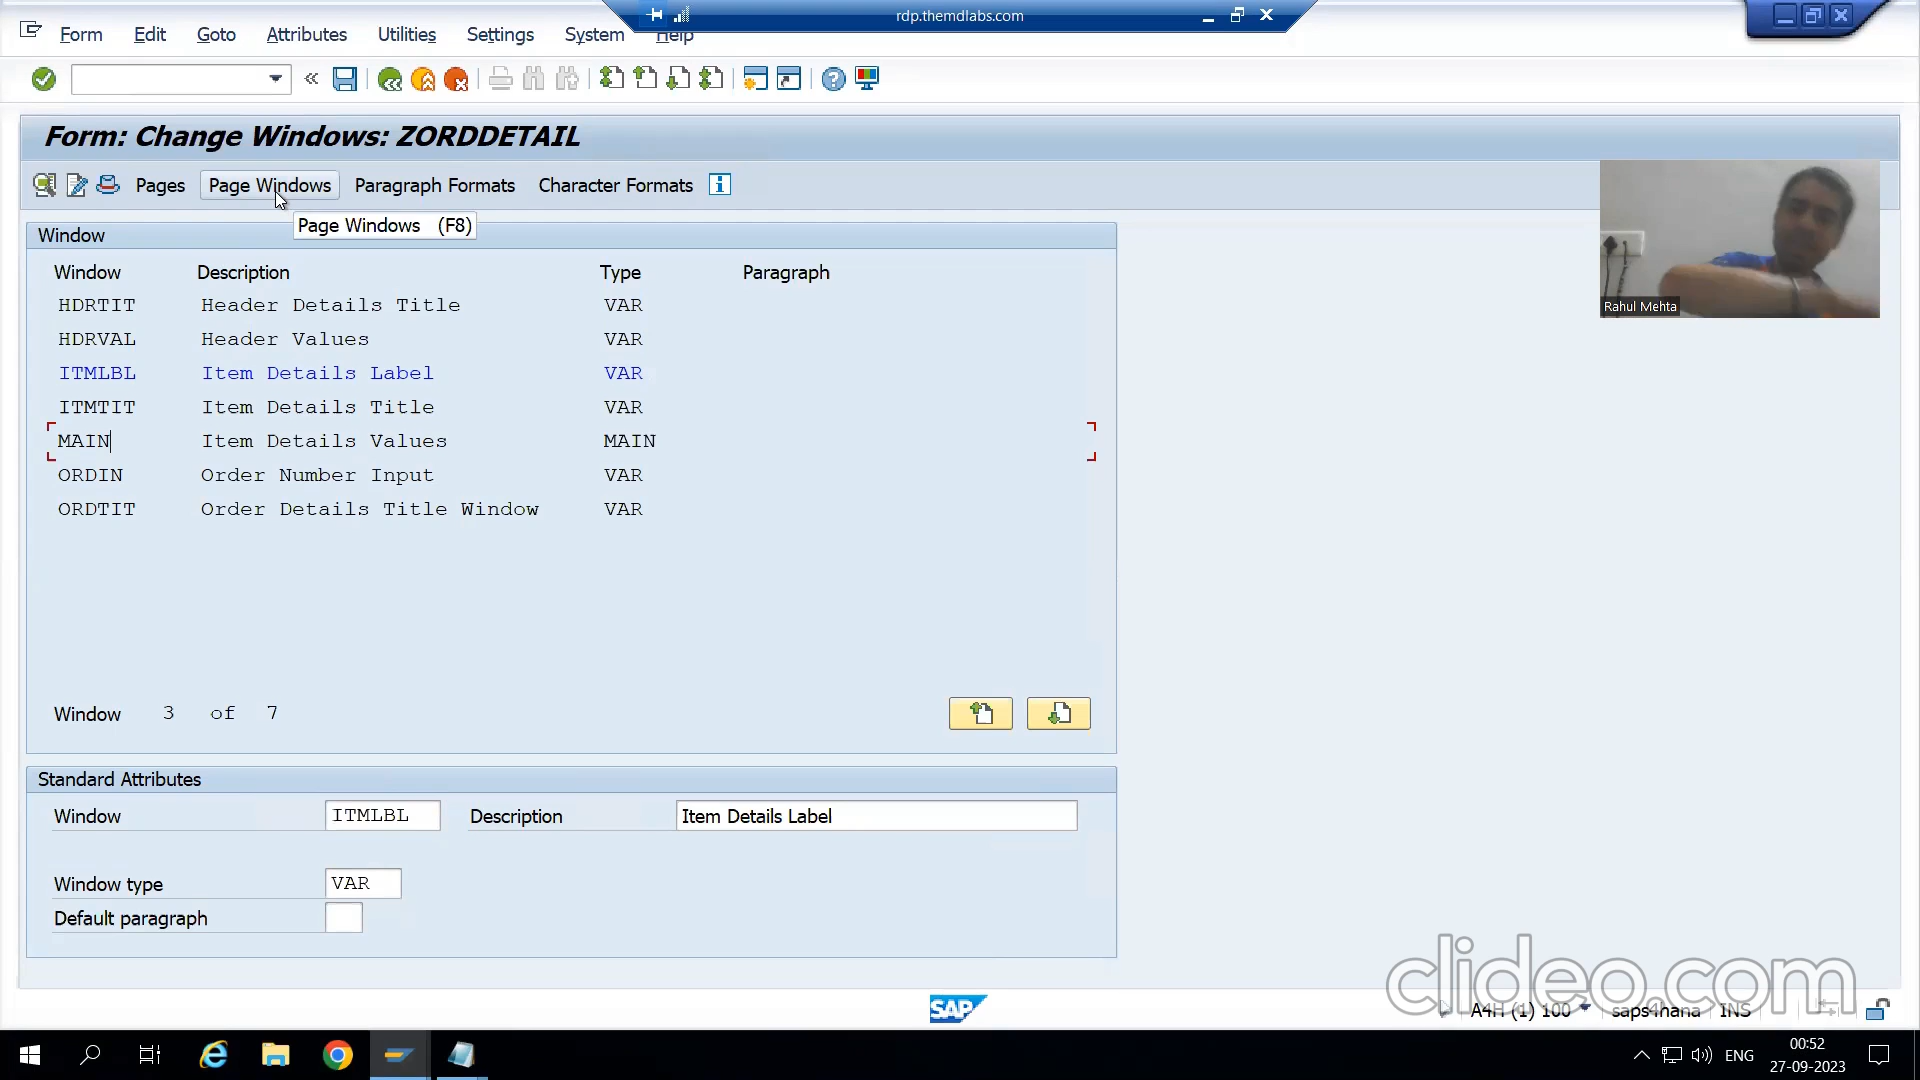 rdp.themdlabs.com
Form Edit Goto Attributes Utilities Settings System Help
Form: Change Windows: ZORDDETAIL
Pages Page Windows Paragraph Formats Character Formats
Page Windows (F8)
Rahul Mehta
Window
Window Description Type Paragraph
HDRTIT Header Details Title VAR
HDRVAL Header Values VAR
ITMLBL Item Details Label VAR
ITMTIT Item Details Title VAR
MAIN Item Details Values MAIN
ORDIN Order Number Input VAR
ORDTIT Order Details Title Window VAR
Window 3 of 7
Standard Attributes
Window ITMLBL Description Item Details Label
Window type VAR
Default paragraph
clideo.com
SAP
A4H (1) 100 saps4hana INS
ENG
00:52
27-09-2023